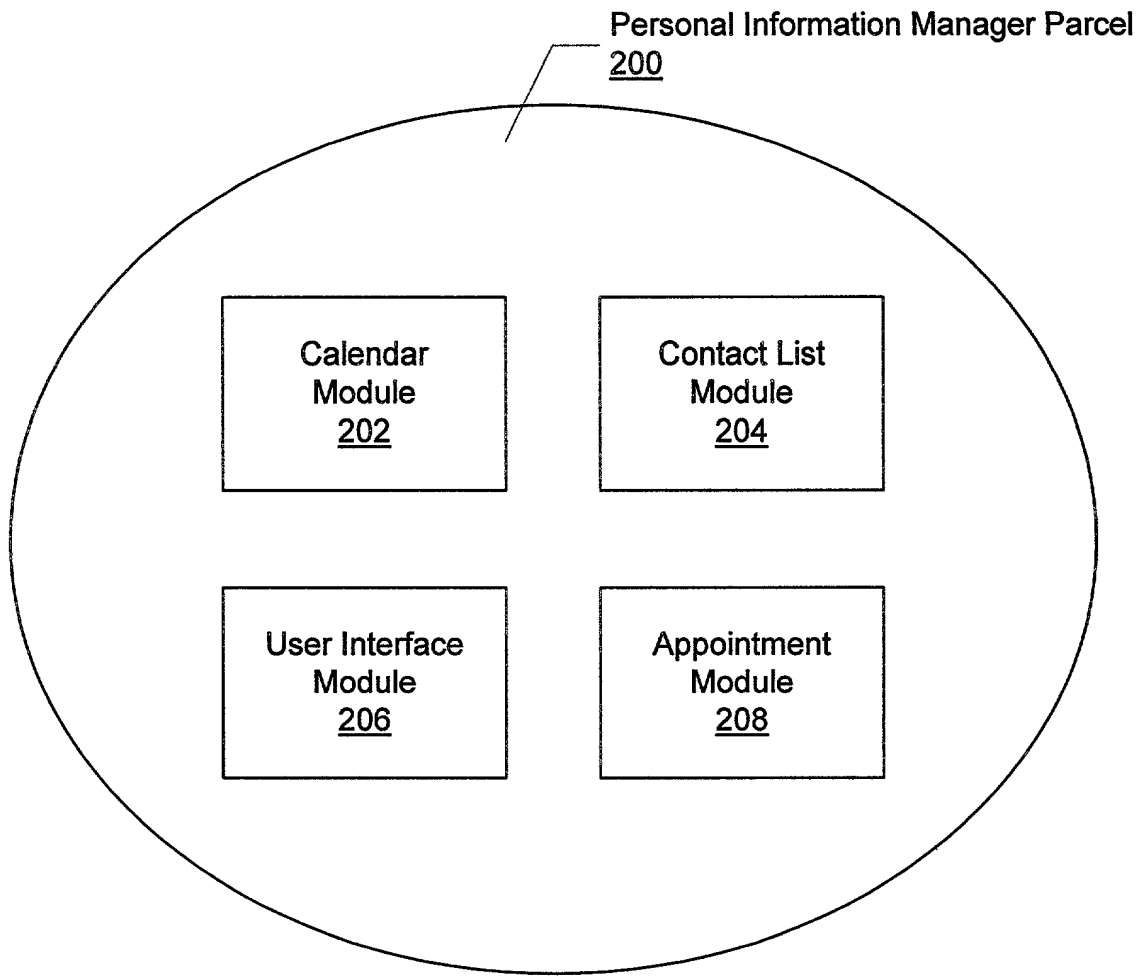 Personal Information Manager Parcel
200
Calendar
Module
202
Contact List
Module
204
User Interface
Module
206
Appointment
Module
208